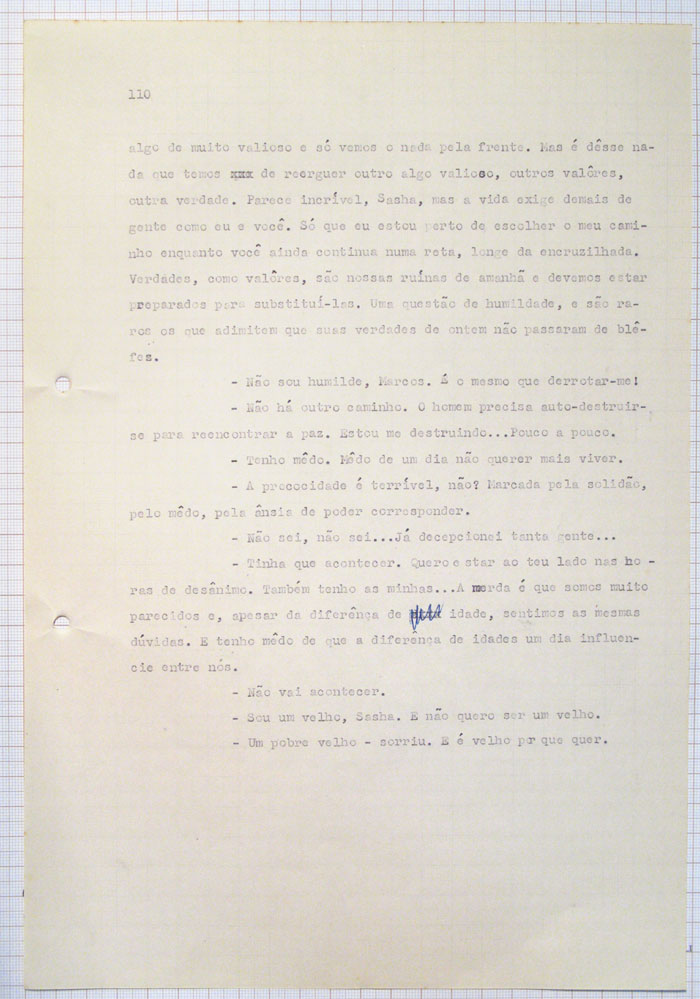 110
algo de muito valioso e só vemos o nada pela frente. Mas é dêsse na-
da que temos xxx de reerguer outro algo valioso, outros valôres,
outra verdade. Parece incrível, Sasha, mas a vida exige demais de
gente como eu e você. Só que eu estou perto de escolher o meu cami-
nho enquanto você ainda continua numa reta, longe da encruzilhada.
Verdades, como valôres, são nossas ruínas de amanhã e devemos estar
preparados para substituí-las. Uma questão de humildade, e são ra-
ros os que adimitem que suas verdades de ontem não passaram de blê-
fes.
- Não sou humilde, Marcos. É o mesmo que derrotar-me!
- Não há outro caminho. O homem precisa auto-destruir-
se para reencontrar a paz. Estou me destruindo...Pouco a pouco.
- Tenho mêdo. Mêdo de um dia não querer mais viver.
- A precocidade é terrível, não? Marcada pela solidão,
pelo mêdo, pela ânsia de poder corresponder.
- Não sei, não sei...Já decepcionei tanta gente...
- Tinha que acontecer. Quero e star ao teu lado nas ho -
ras de desânimo. Também tenho as minhas...A merda é que somos muito
parecidos e, apesar da diferênça de idade, sentimos as mesmas
dúvidas. E tenho mêdo de que a diferênça de idades um dia influen-
cie entre nós.
- Não vai acontecer.
- Sou um velho, Sasha. E não quero ser um velho.
- Um pobre velho - sorriu. E é velho por que quer.